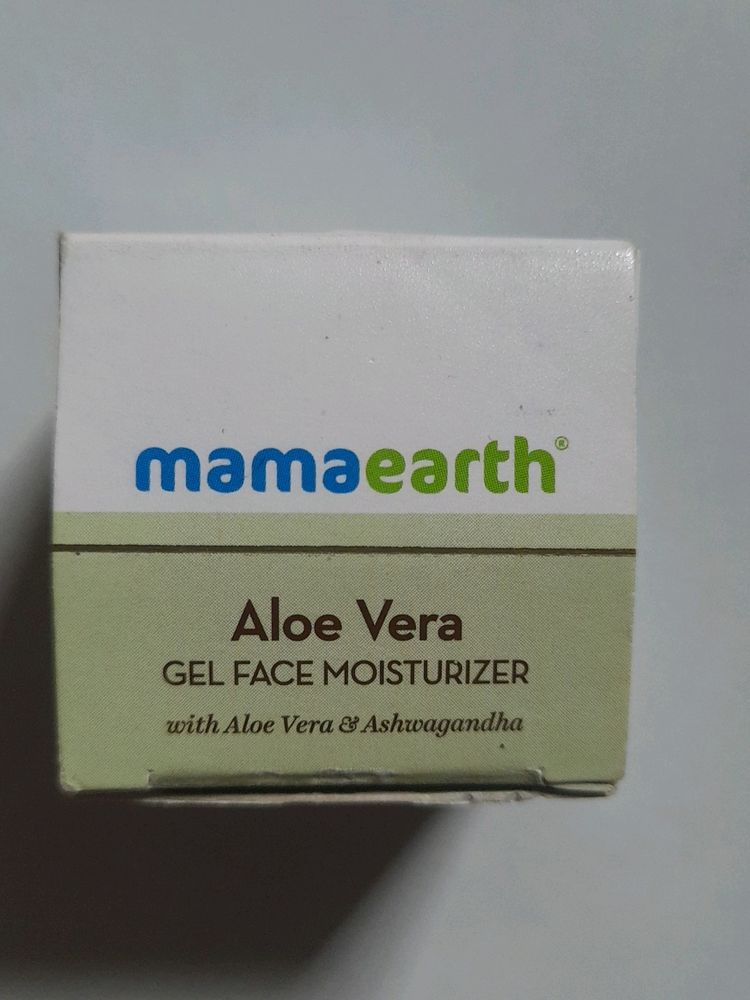 mamaearth®
Aloe Vera
GEL FACE MOISTURIZER
with Aloe Vera & Ashwagandha